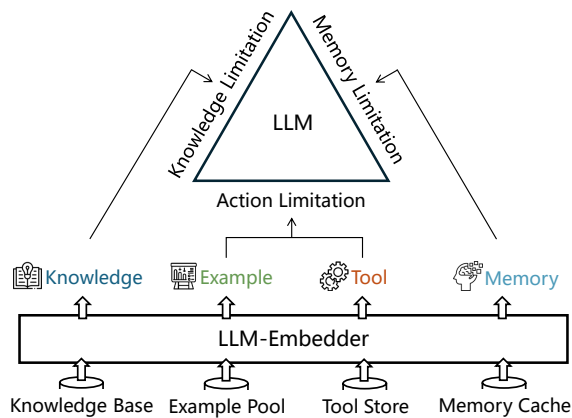 Knowledge Limitation
Memory Limitation
LLM
Action Limitation
Knowledge
Example
Tool
Memory
LLM-Embedder
Knowledge Base
Example Pool
Tool Store
Memory Cache